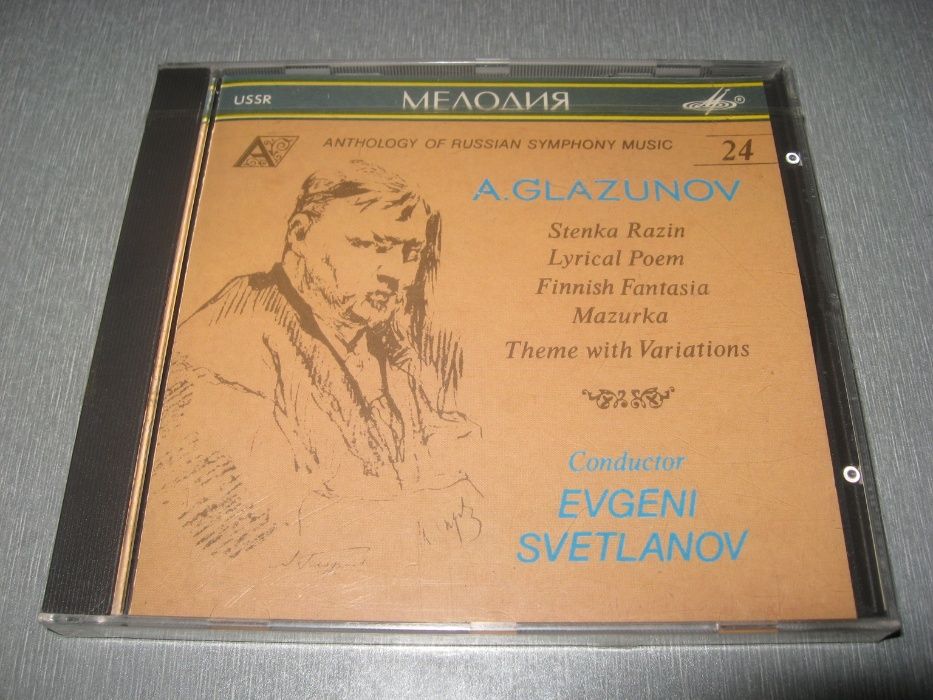 USSR МЕЛОДИЯ ®
A ANTHOLOGY OF RUSSIAN SYMPHONY MUSIC 24
A.GLAZUNOV
Stenka Razin
Lyrical Poem
Finnish Fantasia
Mazurka
Theme with Variations
Conductor
EVGENI
SVETLANOV